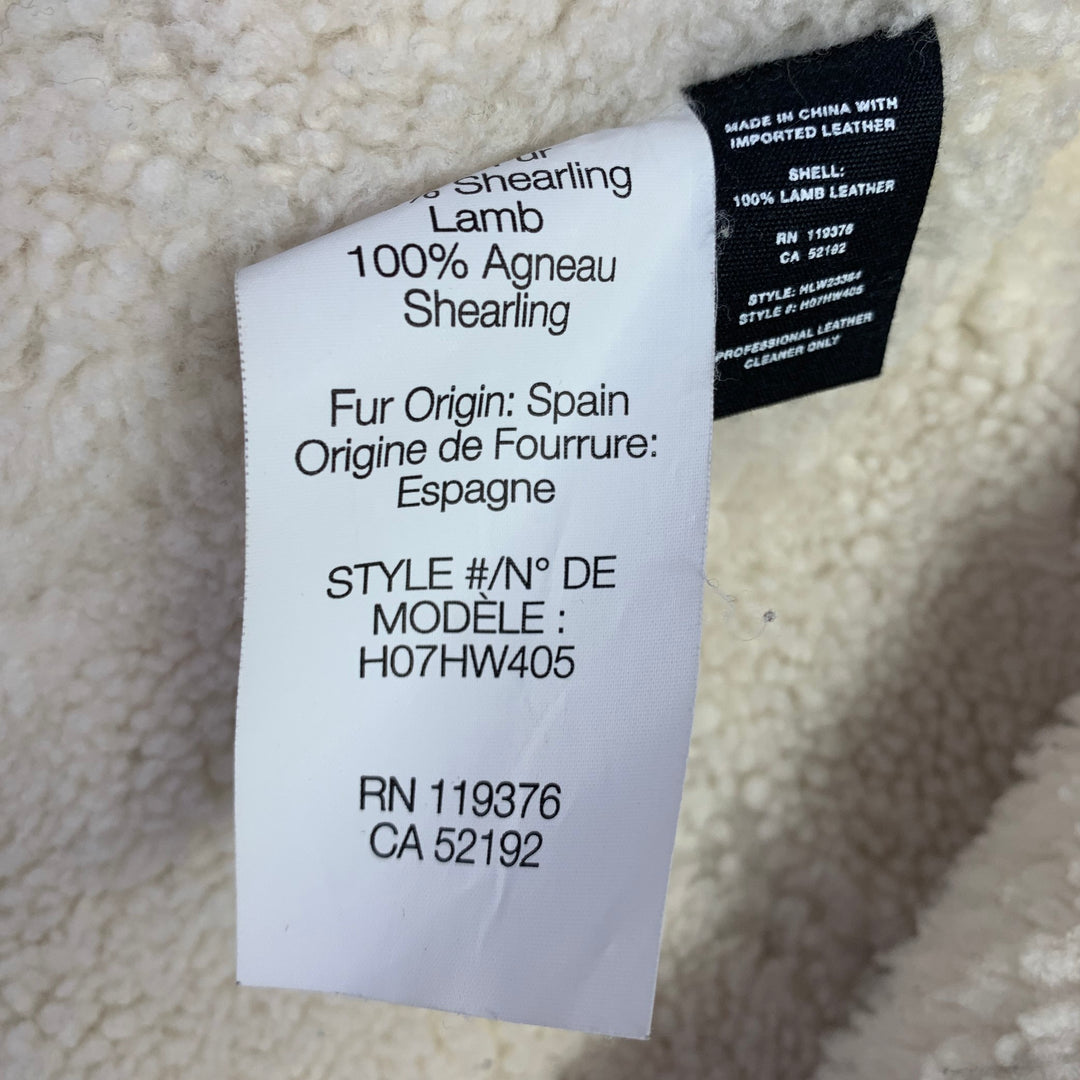 % Shearling
Lamb
100% Agneau
Shearling
Fur Origin: Spain
Origine de Fourrure:
Espagne
STYLE #/N° DE
MODÈLE :
H07HW405
RN 119376
CA 52192
MADE IN CHINA WITH
IMPORTED LEATHER
SHELL:
100% LAMB LEATHER
RN 119376
CA 52192
STYLE: HLW23364
STYLE #: H07HW405
PROFESSIONAL LEATHER
CLEANER ONLY